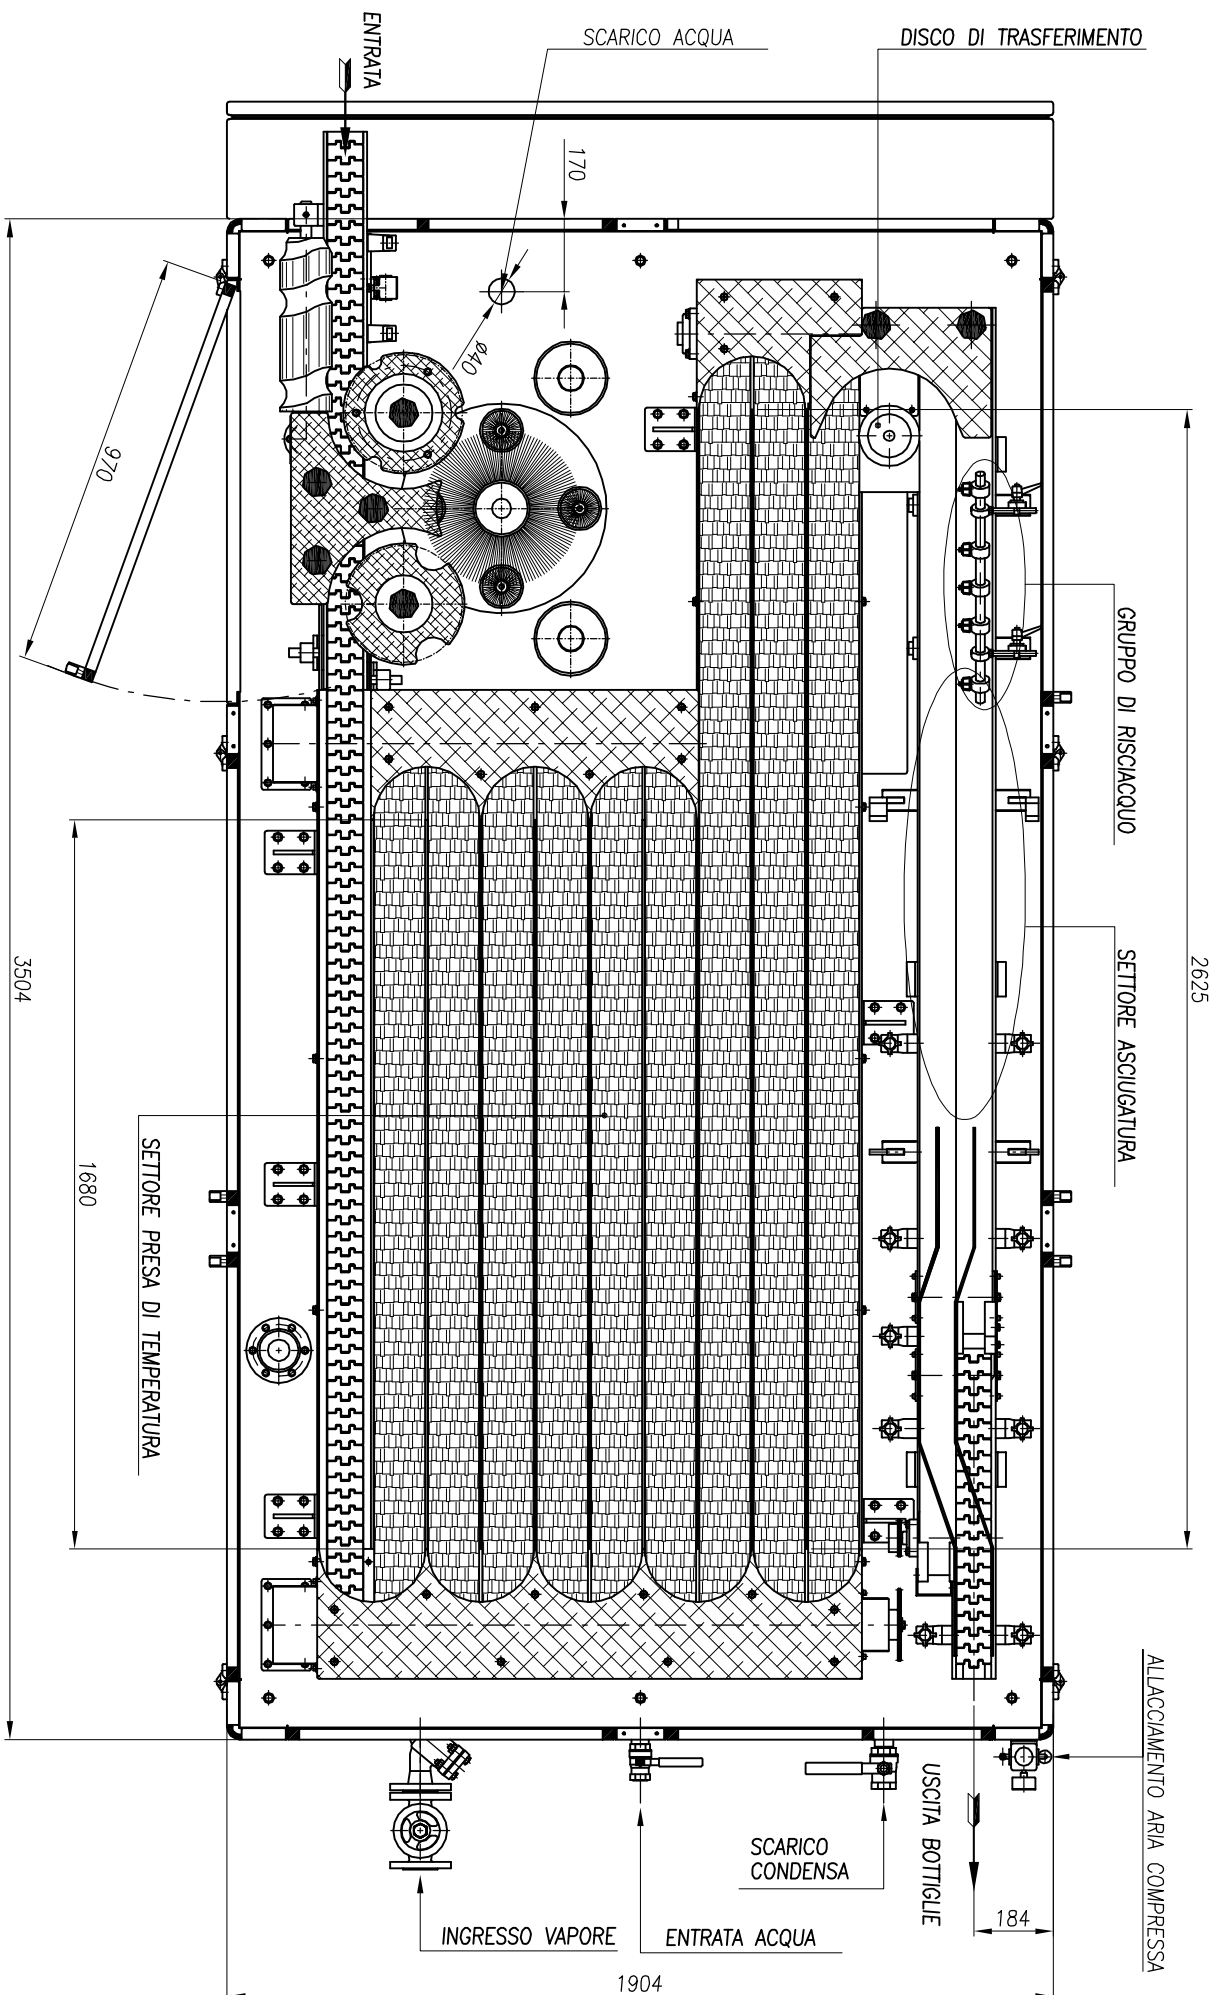 ENTRATA
SCARICO ACQUA
DISCO DI TRASFERIMENTO
170
ø40
970
GRUPPO DI RISCIACQUO
2625
SETTORE ASCIUGATURA
3504
1680
SETTORE PRESA DI TEMPERATURA
ALLACCIAMENTO ARIA COMPRESSA
USCITA BOTTIGLIE
SCARICO
CONDENSA
184
INGRESSO VAPORE
ENTRATA ACQUA
1904